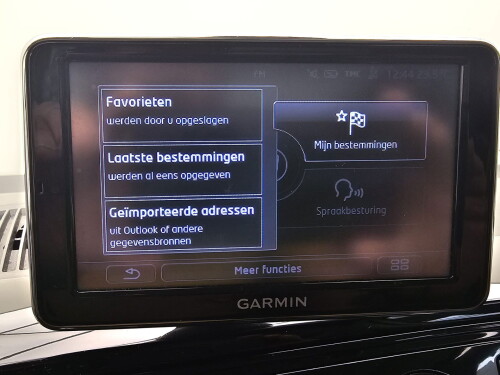 TMC
Favorieten
werden door u opgeslagen
Laatste bestemmingen
werden al eens opgegeven
Geïmporteerde adressen
uit Outlook of andere
gegevensbronnen
Mijn bestemmingen
Spraakbesturing
Meer functies
GARMIN